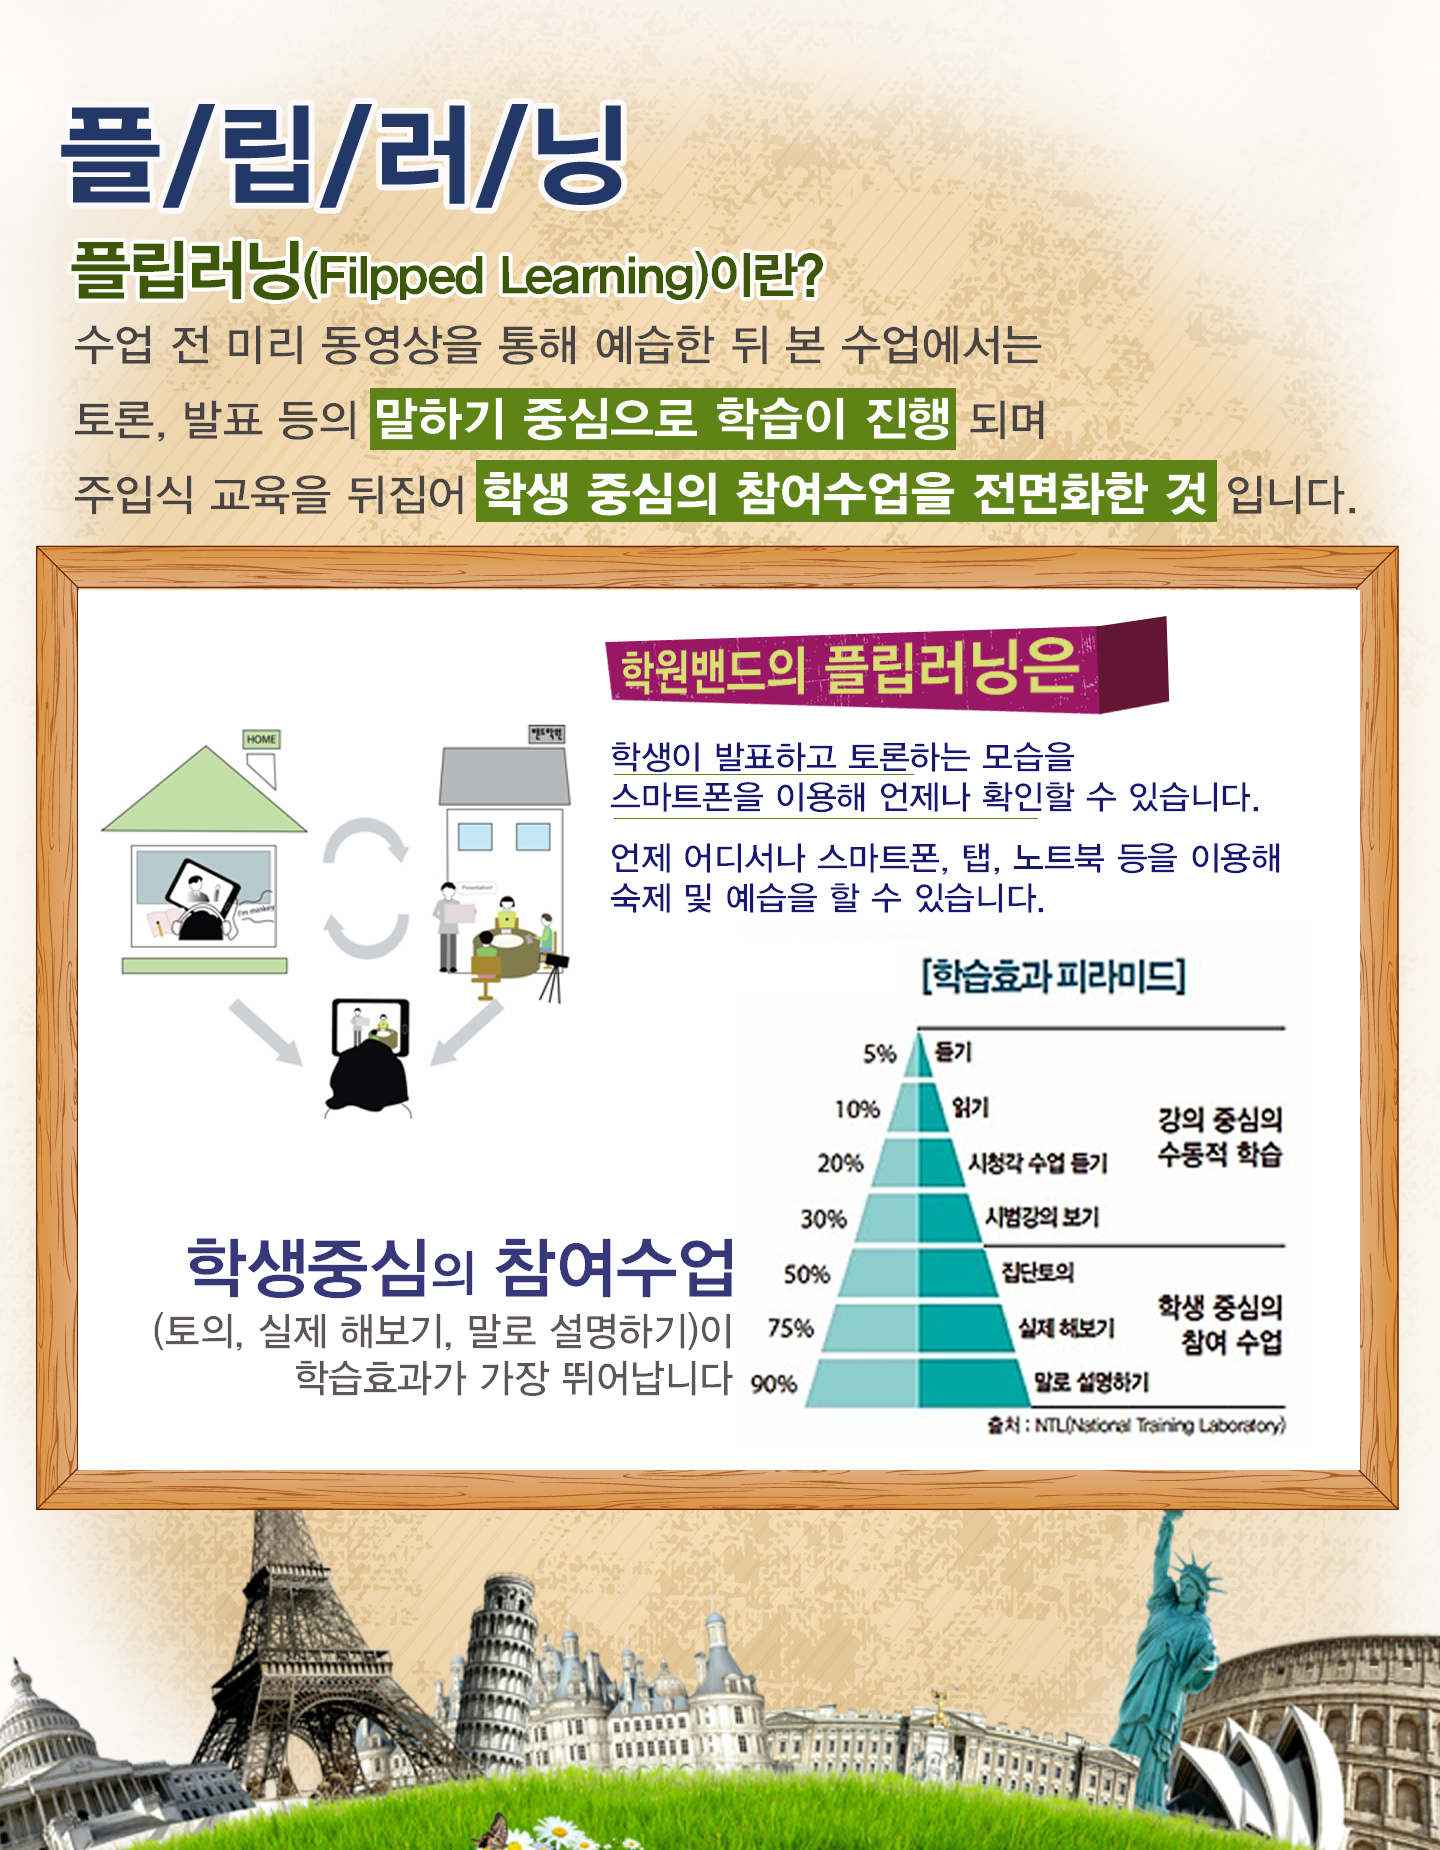 플/립/러/닝
플립러닝(Filpped Learning)이란?
수업 전 미리 동영상을 통해 예습한 뒤 본 수업에서는
토론, 발표 등의 말하기 중심으로 학습이 진행 되며
주입식 교육을 뒤집어 학생 중심의 참여수업을 전면화한 것 입니다.
학원밴드의 플립러닝은
학생이 발표하고 토론하는 모습을
스마트폰을 이용해 언제나 확인할 수 있습니다.
언제 어디서나 스마트폰, 탭, 노트북 등을 이용해
숙제 및 예습을 할 수 있습니다.
HOME
밴드학원
Presentation!
I'm
[학습효과 피라미드]
5% 듣기
10% 읽기
20% 시청각 수업 듣기
30% 시범강의 보기
강의 중심의
수동적 학습
50% 집단토의
75% 실제 해보기
90% 말로 설명하기
학생 중심의
참여 수업
출처 : NTL(National Training Laboratory)
학생중심의 참여수업
(토의, 실제 해보기, 말로 설명하기)이
학습효과가 가장 뛰어납니다